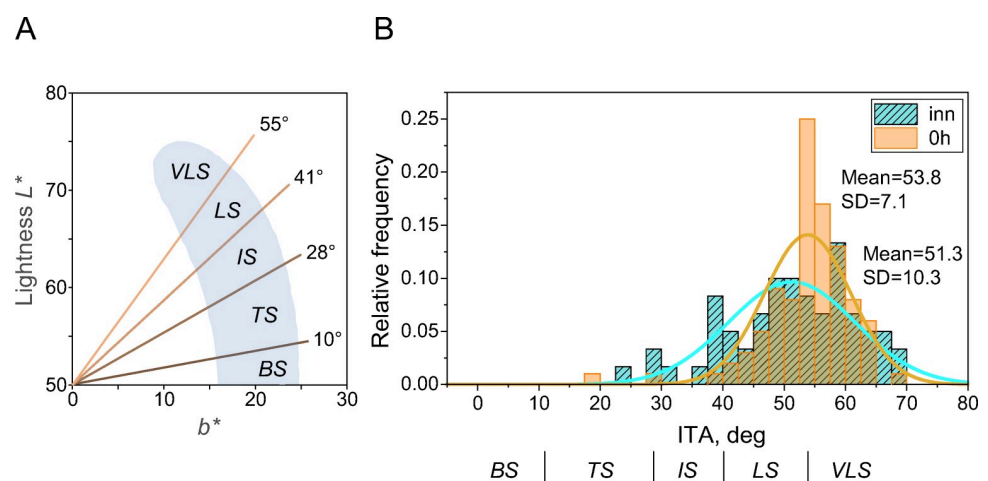 A
B
80
70
60
50
Lightness L*
0
10
20
30
b*
55°
41°
28°
10°
VLS
LS
IS
TS
BS
0.25
0.20
0.15
0.10
0.05
0.00
Relative frequency
inn
0h
Mean=53.8
SD=7.1
Mean=51.3
SD=10.3
0 10 20 30 40 50 60 70 80
ITA, deg
BS | TS | IS | LS | VLS